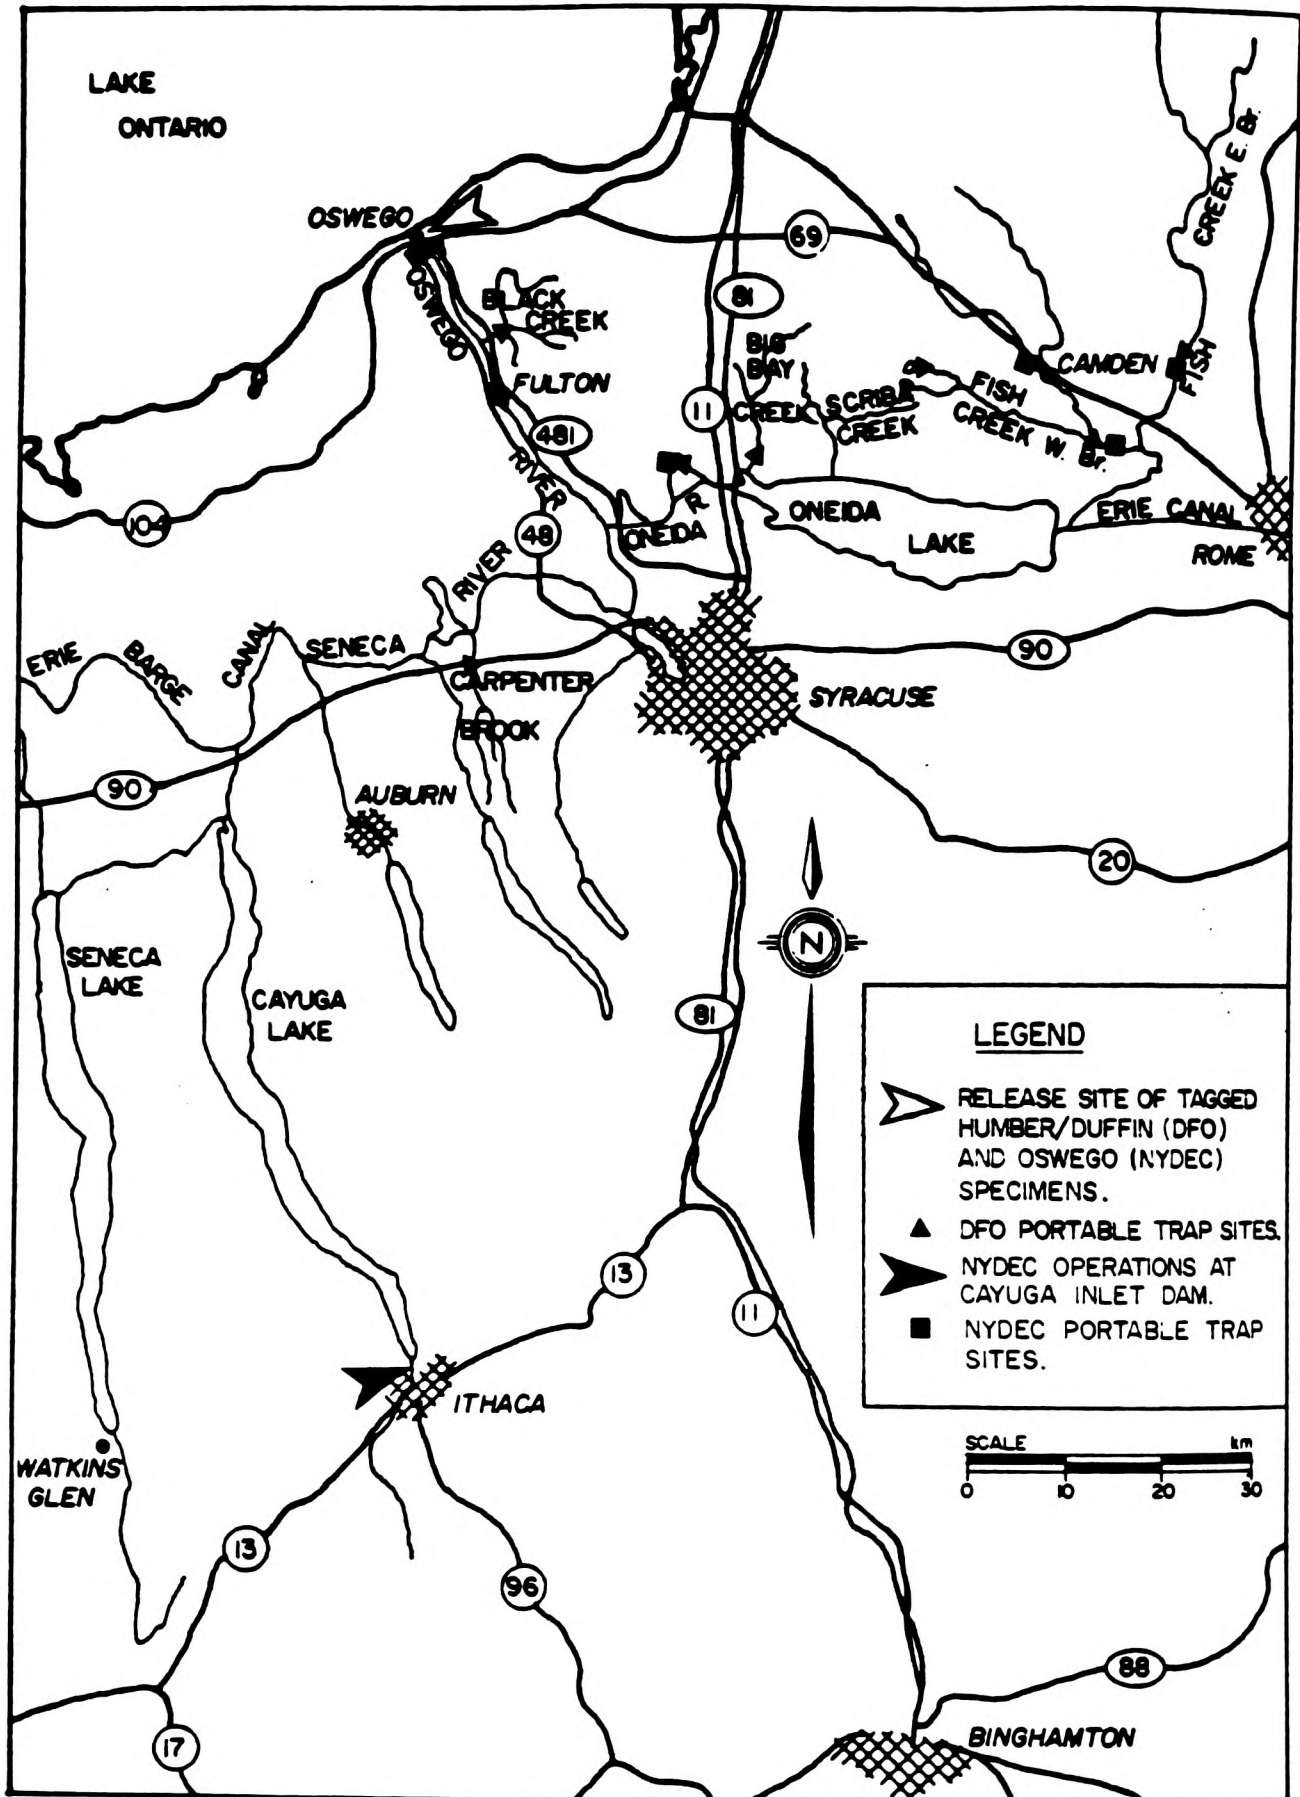 LAKE
ONTARIO
OSWEGO
69
CREEK E. Br.
FISH
OSWEGO
BLACK
CREEK
81
BIG
BAY
CREEK
CAMDEN
FULTON
11
SCRIBA
CREEK
FISH
CREEK W. Br.
481
RIVER
104
48
ONEIDA
R
ONEIDA
LAKE
ERIE CANAL
ROME
RIVER
ERIE
BARGE
CANAL
SENECA
90
CARPENTER
BROOK
SYRACUSE
90
AUBURN
20
N
SENECA
LAKE
CAYUGA
LAKE
81
LEGEND
RELEASE SITE OF TAGGED
HUMBER/DUFFIN (DFO)
AND OSWEGO (NYDEC)
SPECIMENS.
DFO PORTABLE TRAP SITES.
NYDEC OPERATIONS AT
CAYUGA INLET DAM.
NYDEC PORTABLE TRAP
SITES.
13
11
ITHACA
SCALE km
0 10 20 30
WATKINS
GLEN
13
96
88
17
BINGHAMTON